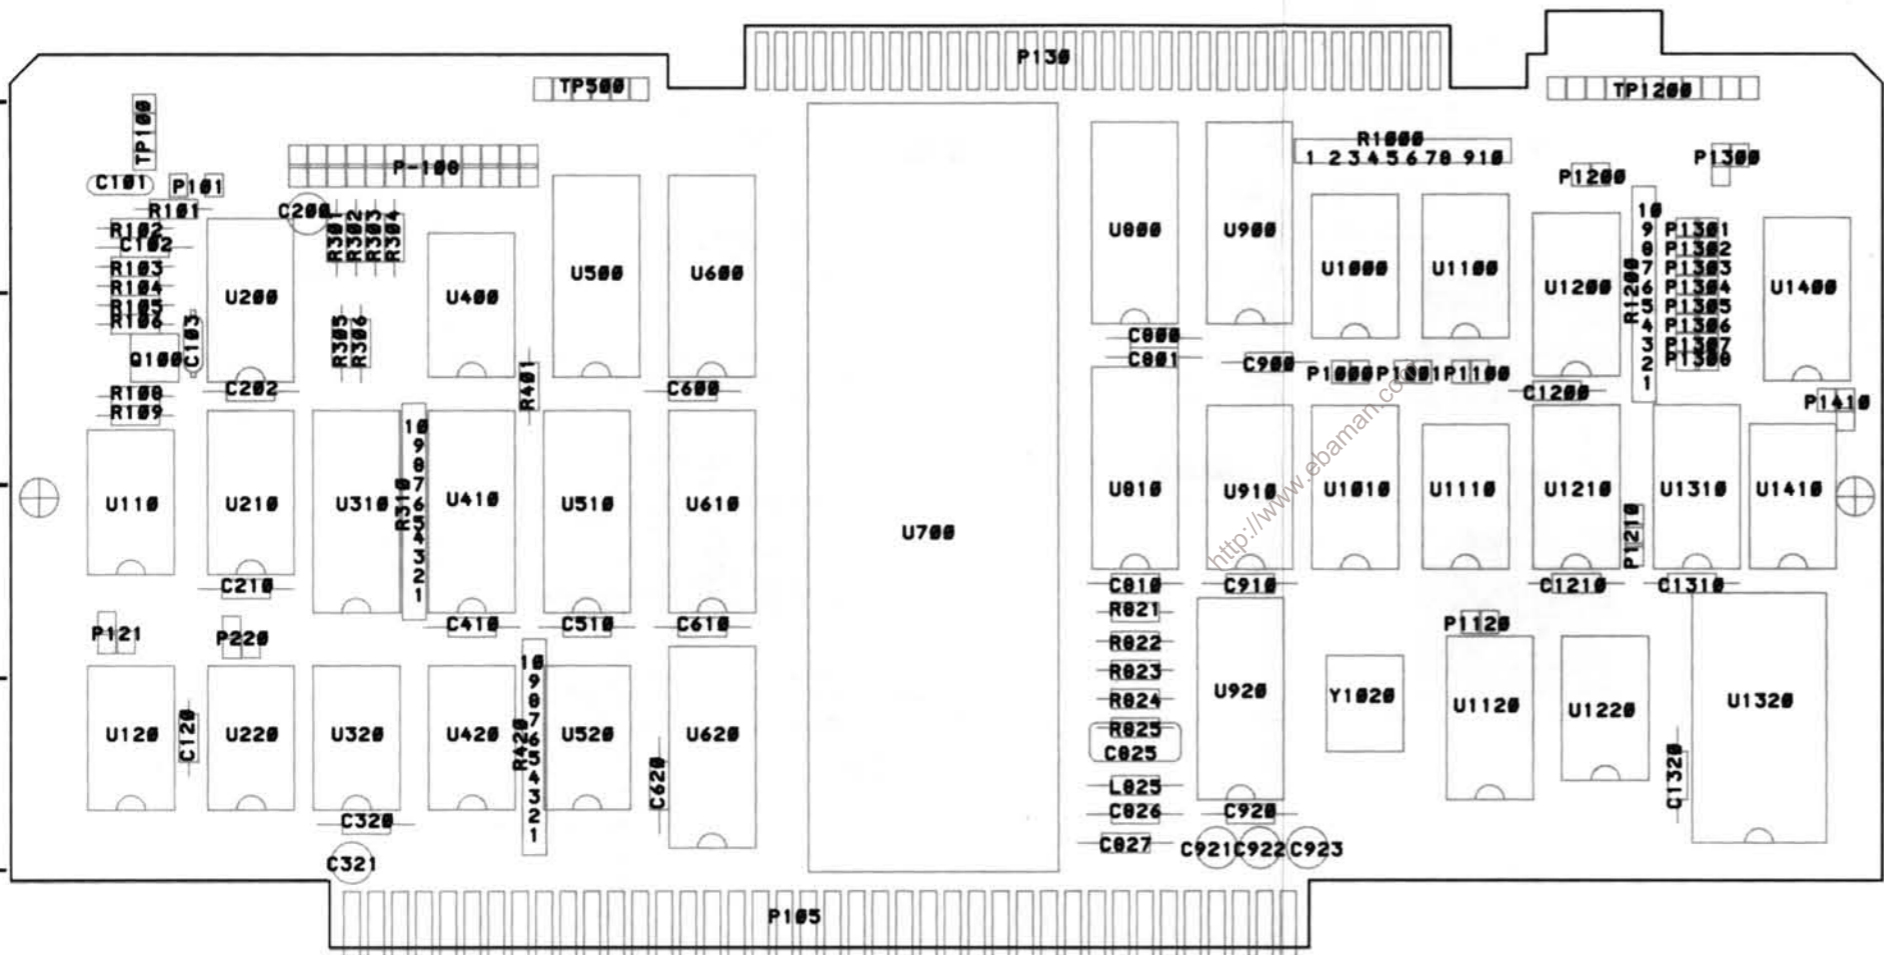 P130
TP500
TP1200
TP100
R1000
1 2 3 4 5 6 7 8 9 10
P-100
P1300
C101
P101
P1200
R101
C200
R301
R302
R303
R304
10
9
8
7
6
5
4
3
2
1
R1200
R102
C102
U800
U900
P1301
P1302
P1303
P1304
P1305
P1306
P1307
P1308
R103
R104
R105
R106
U200
U400
U500
U600
U1000
U1100
U1200
U1400
C103
R305
R306
Q100
C800
C801
C900
P1000
P1001
P1100
R401
R108
C202
C600
C1200
R109
P1410
10
9
8
7
6
5
4
3
2
1
R310
U110
U210
U310
U410
U510
U610
U700
U810
U910
U1010
U1110
U1210
P1210
U1310
U1410
http://www.ebaman.com
C210
C810
C910
C1210
C1310
R821
P121
P220
C410
C510
C610
P1120
R822
R823
R824
R825
C825
10
9
8
7
6
5
4
3
2
1
R420
U120
C120
U220
U320
U420
U520
C620
U620
U920
Y1020
U1120
U1220
C1320
U1320
L825
C826
C827
C920
C320
C321
C921
C922
C923
P105